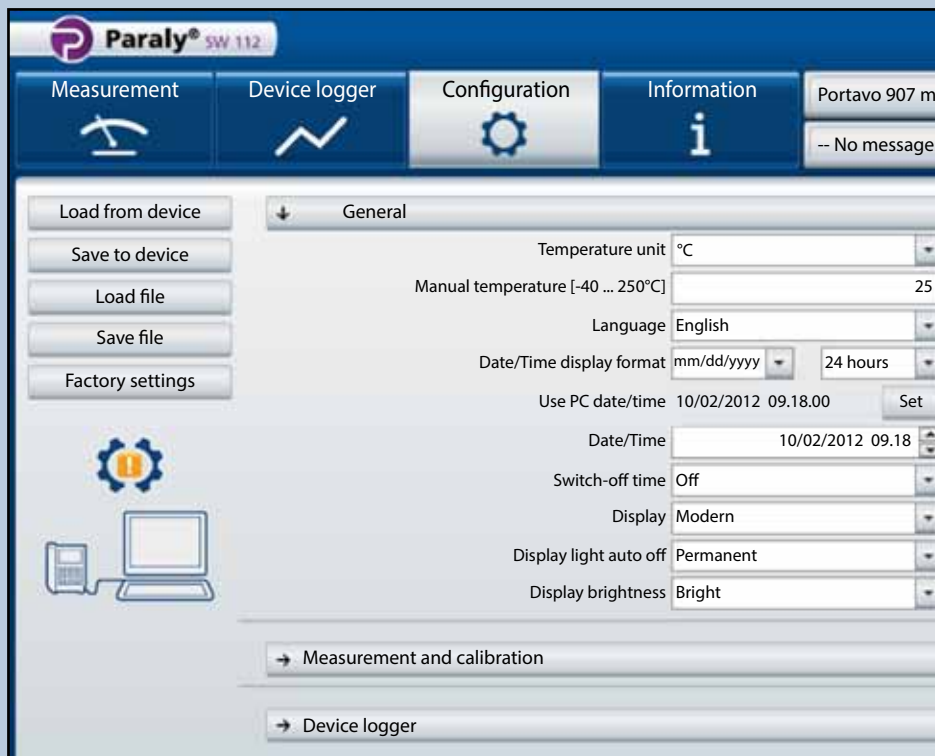 Paraly® SW 112
Measurement
Device logger
Configuration
Information
Portavo 907 m
-- No message
Load from device
Save to device
Load file
Save file
Factory settings
General
Temperature unit °C
Manual temperature [-40 ... 250°C] 25
Language English
Date/Time display format mm/dd/yyyy 24 hours
Use PC date/time 10/02/2012 09.18.00 Set
Date/Time 10/02/2012 09.18
Switch-off time Off
Display Modern
Display light auto off Permanent
Display brightness Bright
Measurement and calibration
Device logger